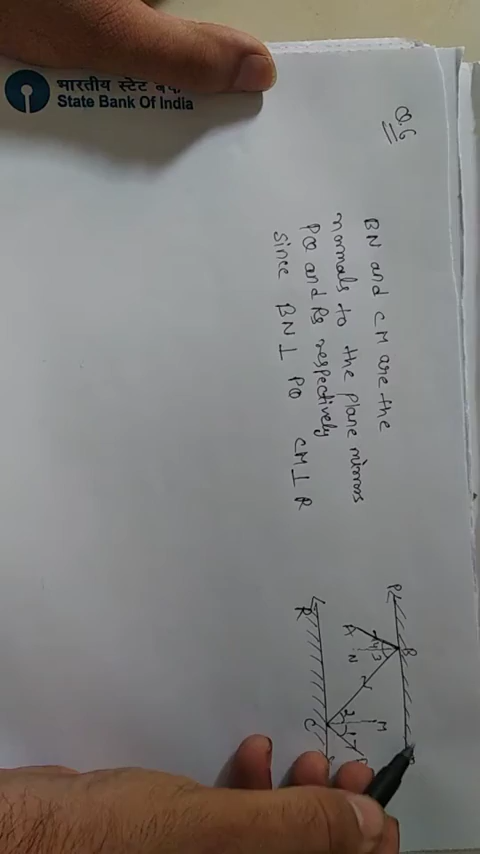 भारतीय स्टेट
State Bank Of India
Q.6
BN and CM are the
normals to the plane mirrors
PQ and RS respectively
since BN ⊥ PQ CM ⊥ R
P
B
A
N
M
R
C